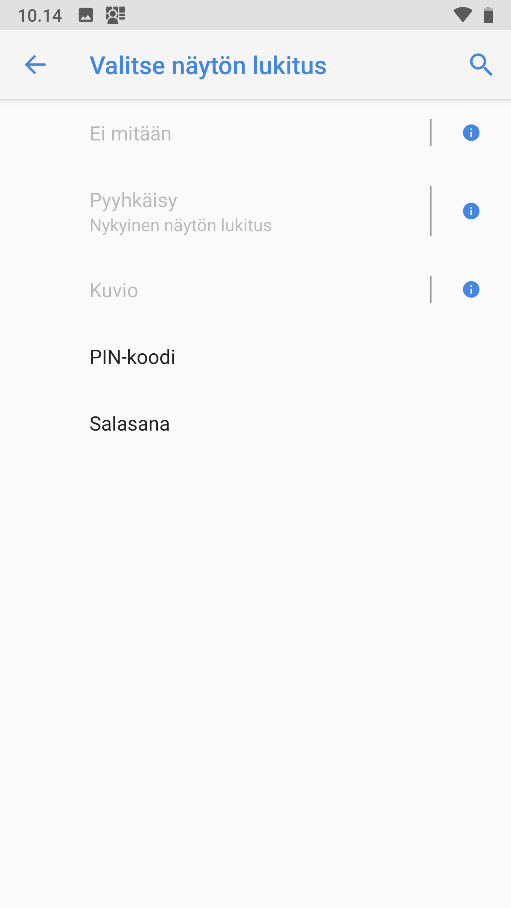 10.14
Valitse näytön lukitus
Ei mitään
Pyyhkäisy
Nykyinen näytön lukitus
Kuvio
PIN-koodi
Salasana